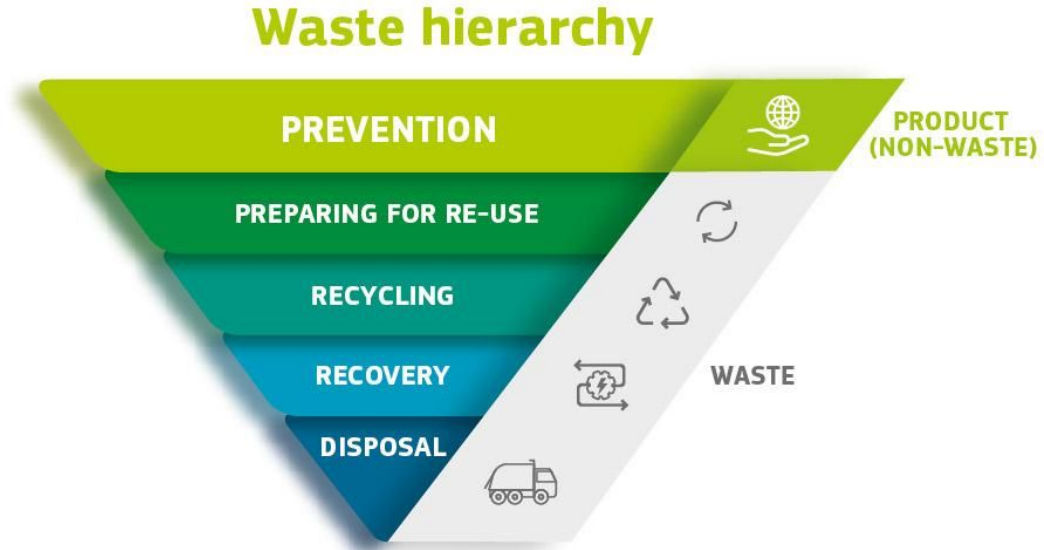 Waste hierarchy
PREVENTION
PRODUCT
(NON-WASTE)
PREPARING FOR RE-USE
RECYCLING
RECOVERY
WASTE
DISPOSAL